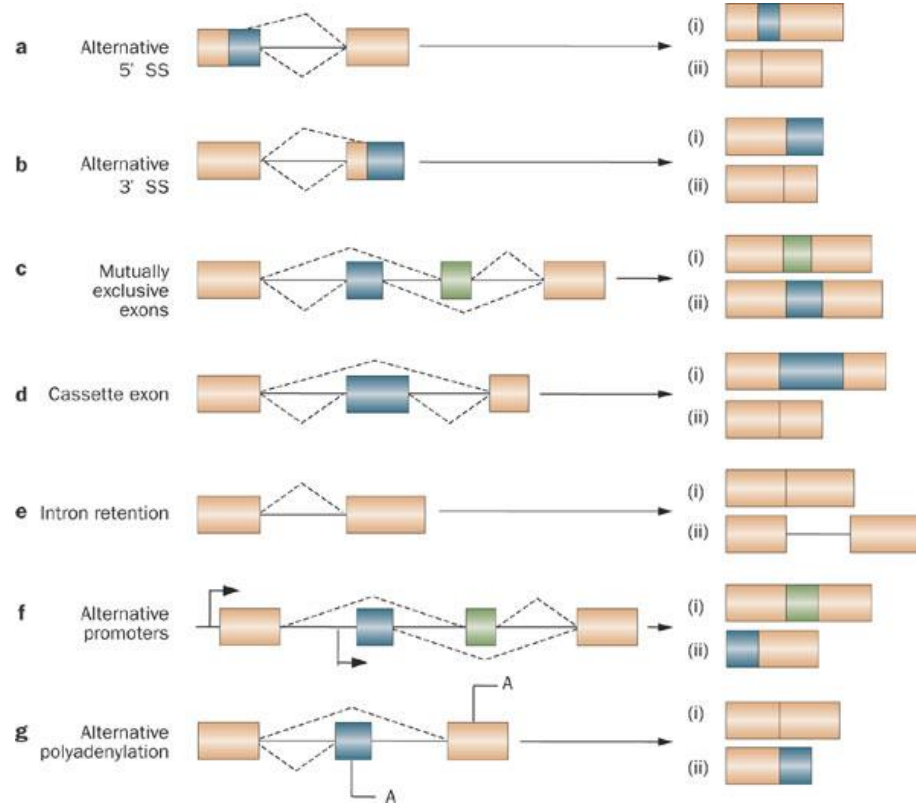 a Alternative 5' SS (i)
(ii)
b Alternative 3' SS (i)
(ii)
c Mutually exclusive exons (i)
(ii)
d Cassette exon (i)
(ii)
e Intron retention (i)
(ii)
f Alternative promoters (i)
(ii)
A
g Alternative polyadenylation (i)
(ii)
A